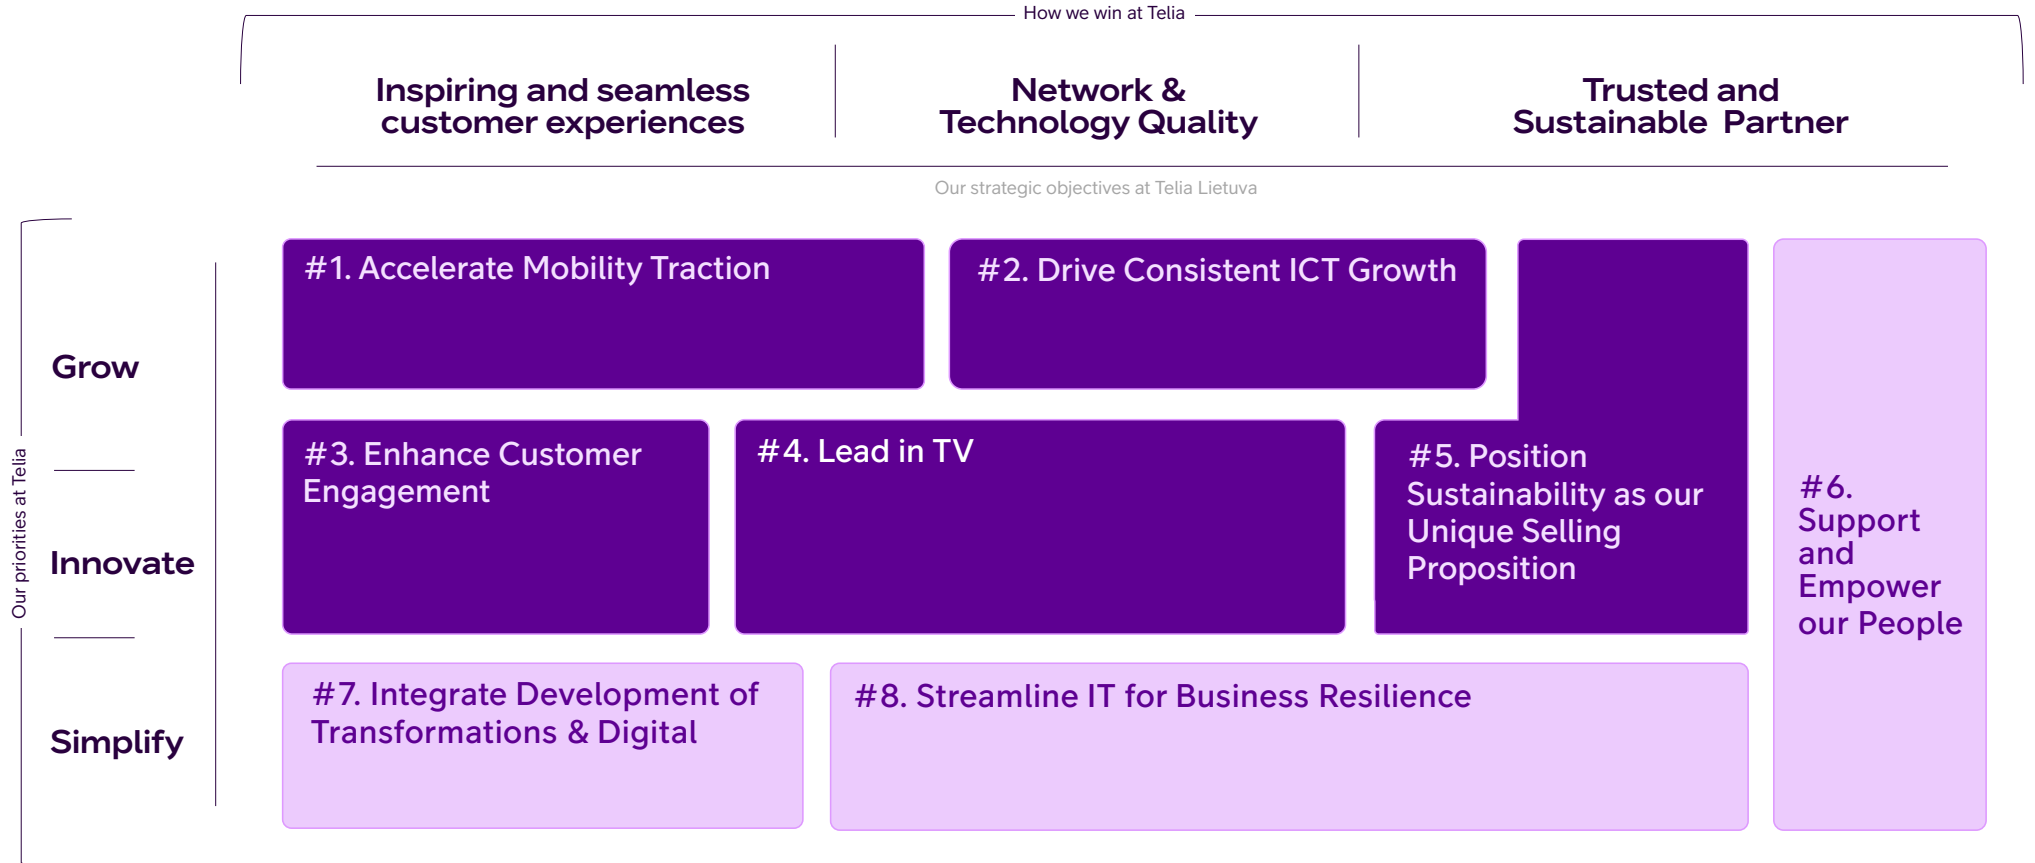 How we win at Telia
Inspiring and seamless
customer experiences
Network &
Technology Quality
Trusted and
Sustainable Partner
Our strategic objectives at Telia Lietuva
Our priorities at Telia
Grow
#1. Accelerate Mobility Traction
#2. Drive Consistent ICT Growth
Innovate
#3. Enhance Customer
Engagement
#4. Lead in TV
#5. Position
Sustainability as our
Unique Selling
Proposition
#6.
Support
and
Empower
our People
Simplify
#7. Integrate Development of
Transformations & Digital
#8. Streamline IT for Business Resilience